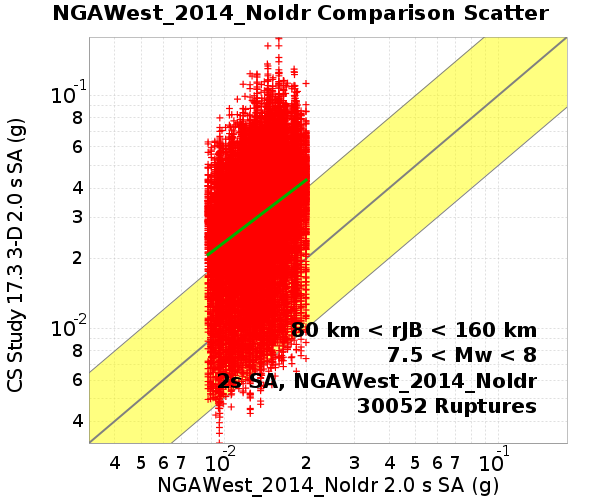 NGAWest_2014_NoIdr Comparison Scatter
CS Study 17.3 3-D 2.0 s SA (g)
10⁻¹
8
6
4
3
2
10⁻²
8
6
4
80 km < rJB < 160 km
7.5 < Mw < 8
2s SA, NGAWest_2014_NoIdr
30052 Ruptures
4 5 6 7 10⁻² 2 3 4 5 6 7 10⁻¹
NGAWest_2014_NoIdr 2.0 s SA (g)